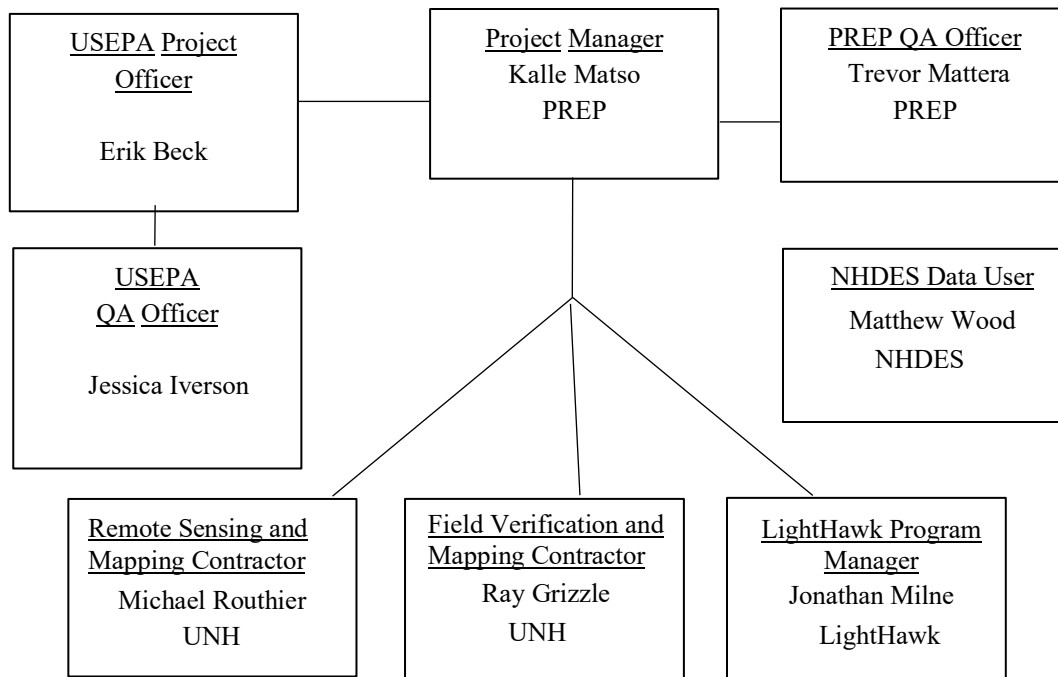 USEPA Project
Officer
Erik Beck
Project Manager
Kalle Matso
PREP
PREP QA Officer
Trevor Mattera
PREP
USEPA
QA Officer
Jessica Iverson
NHDES Data User
Matthew Wood
NHDES
Remote Sensing and
Mapping Contractor
Michael Routhier
UNH
Field Verification and
Mapping Contractor
Ray Grizzle
UNH
LightHawk Program
Manager
Jonathan Milne
LightHawk